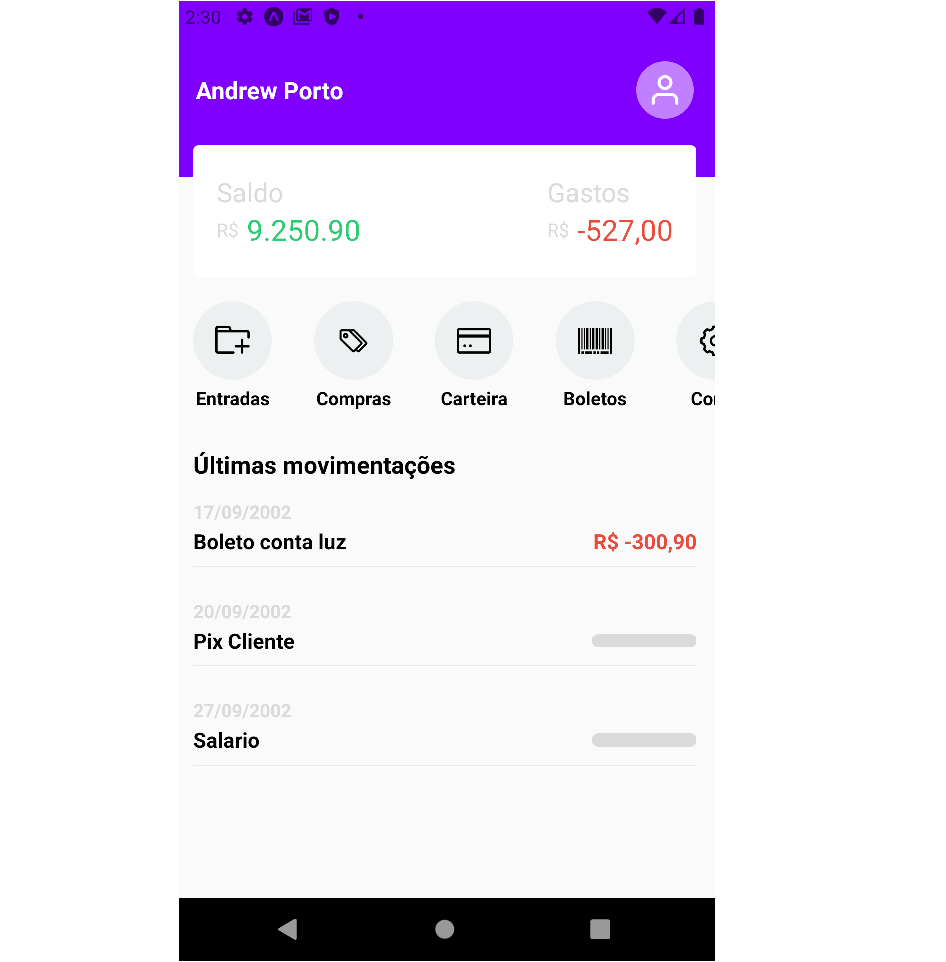 2:30
Andrew Porto
Saldo Gastos
R$ 9.250.90 R$ -527,00
Entradas Compras Carteira Boletos
Últimas movimentações
17/09/2002
Boleto conta luz R$ -300,90
20/09/2002
Pix Cliente
27/09/2002
Salario